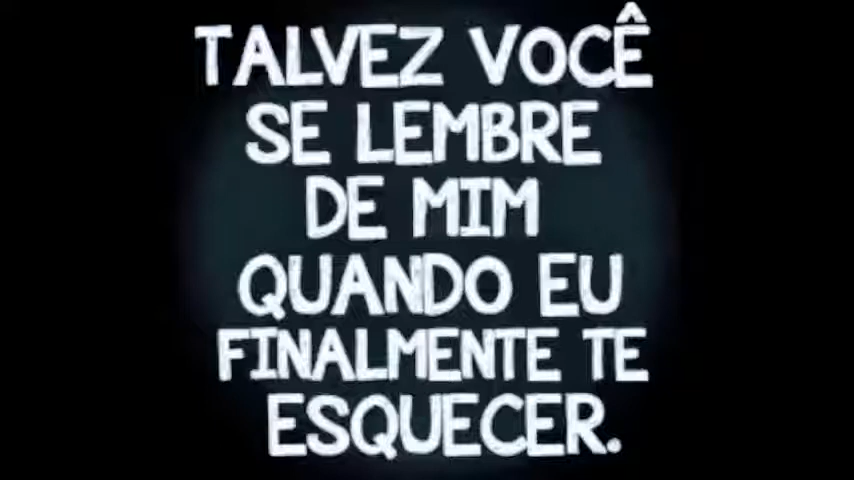 TALVEZ VOCÊ
SE LEMBRE
DE MIM
QUANDO EU
FINALMENTE TE
ESQUECER.